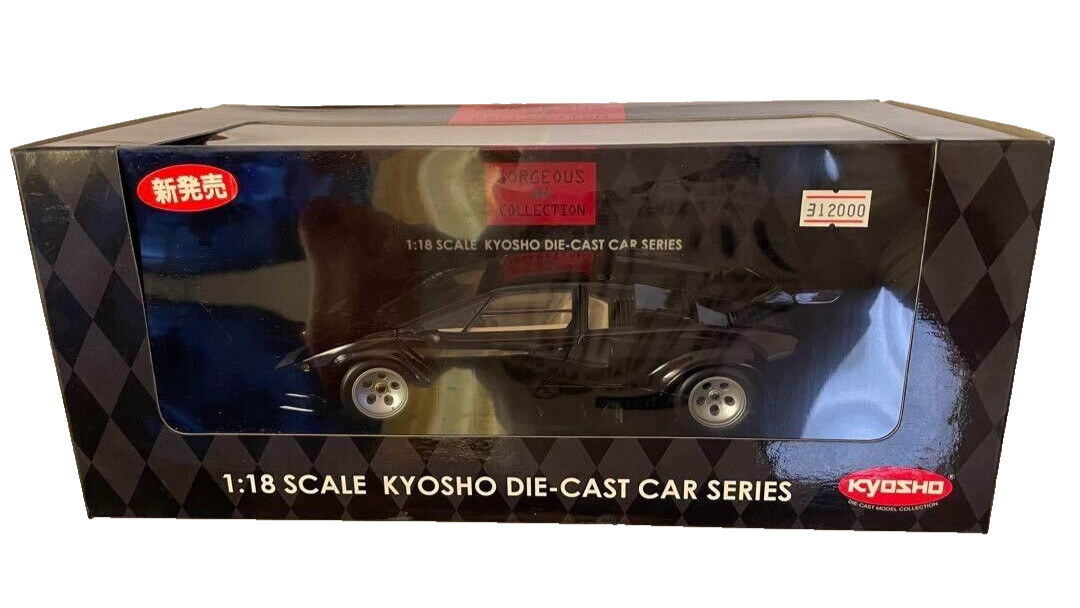 新発売
GORGEOUS
COLLECTION
312000
1:18 SCALE KYOSHO DIE-CAST CAR SERIES
1:18 SCALE KYOSHO DIE-CAST CAR SERIES
KYOSHO®
DIE-CAST MODEL COLLECTION